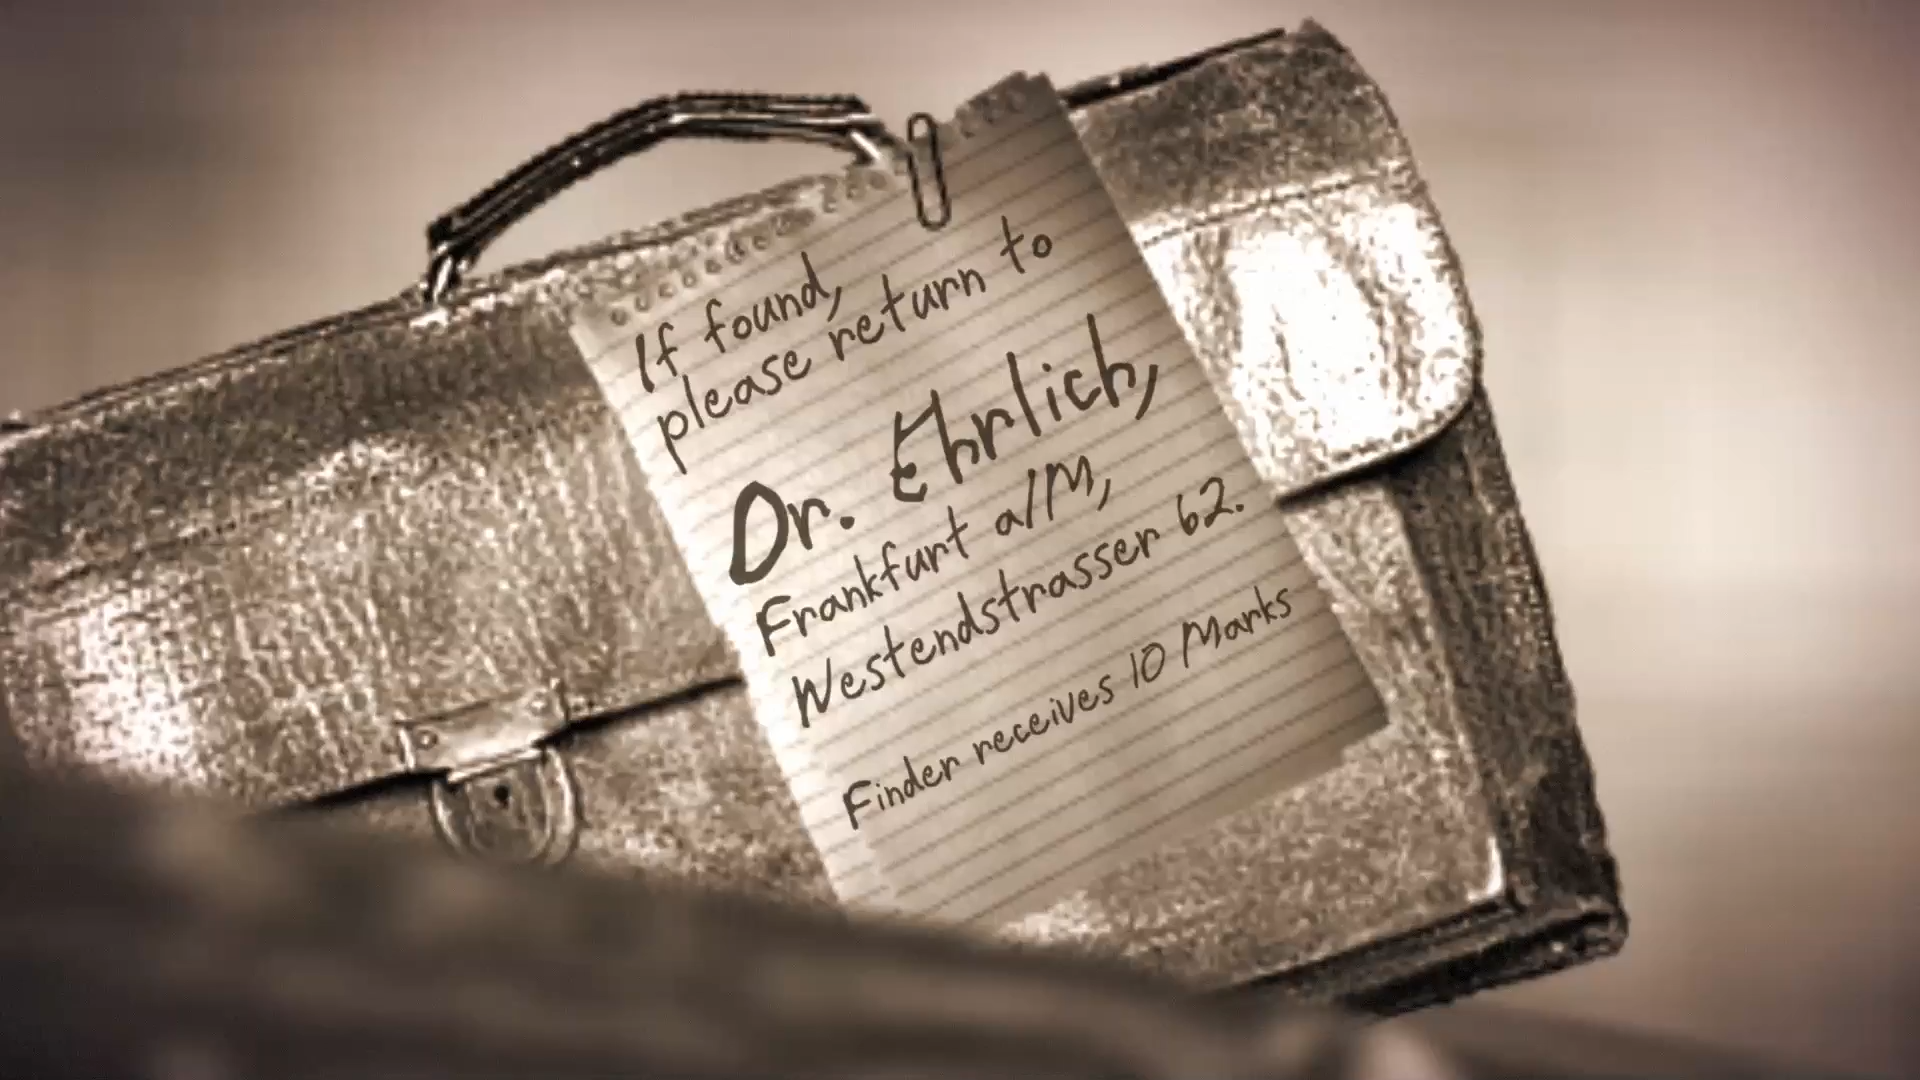 If found,
please return to
Dr. Ehrlich,
Frankfurt a/M,
Westendstrasser 62.
Finder receives 10 Marks